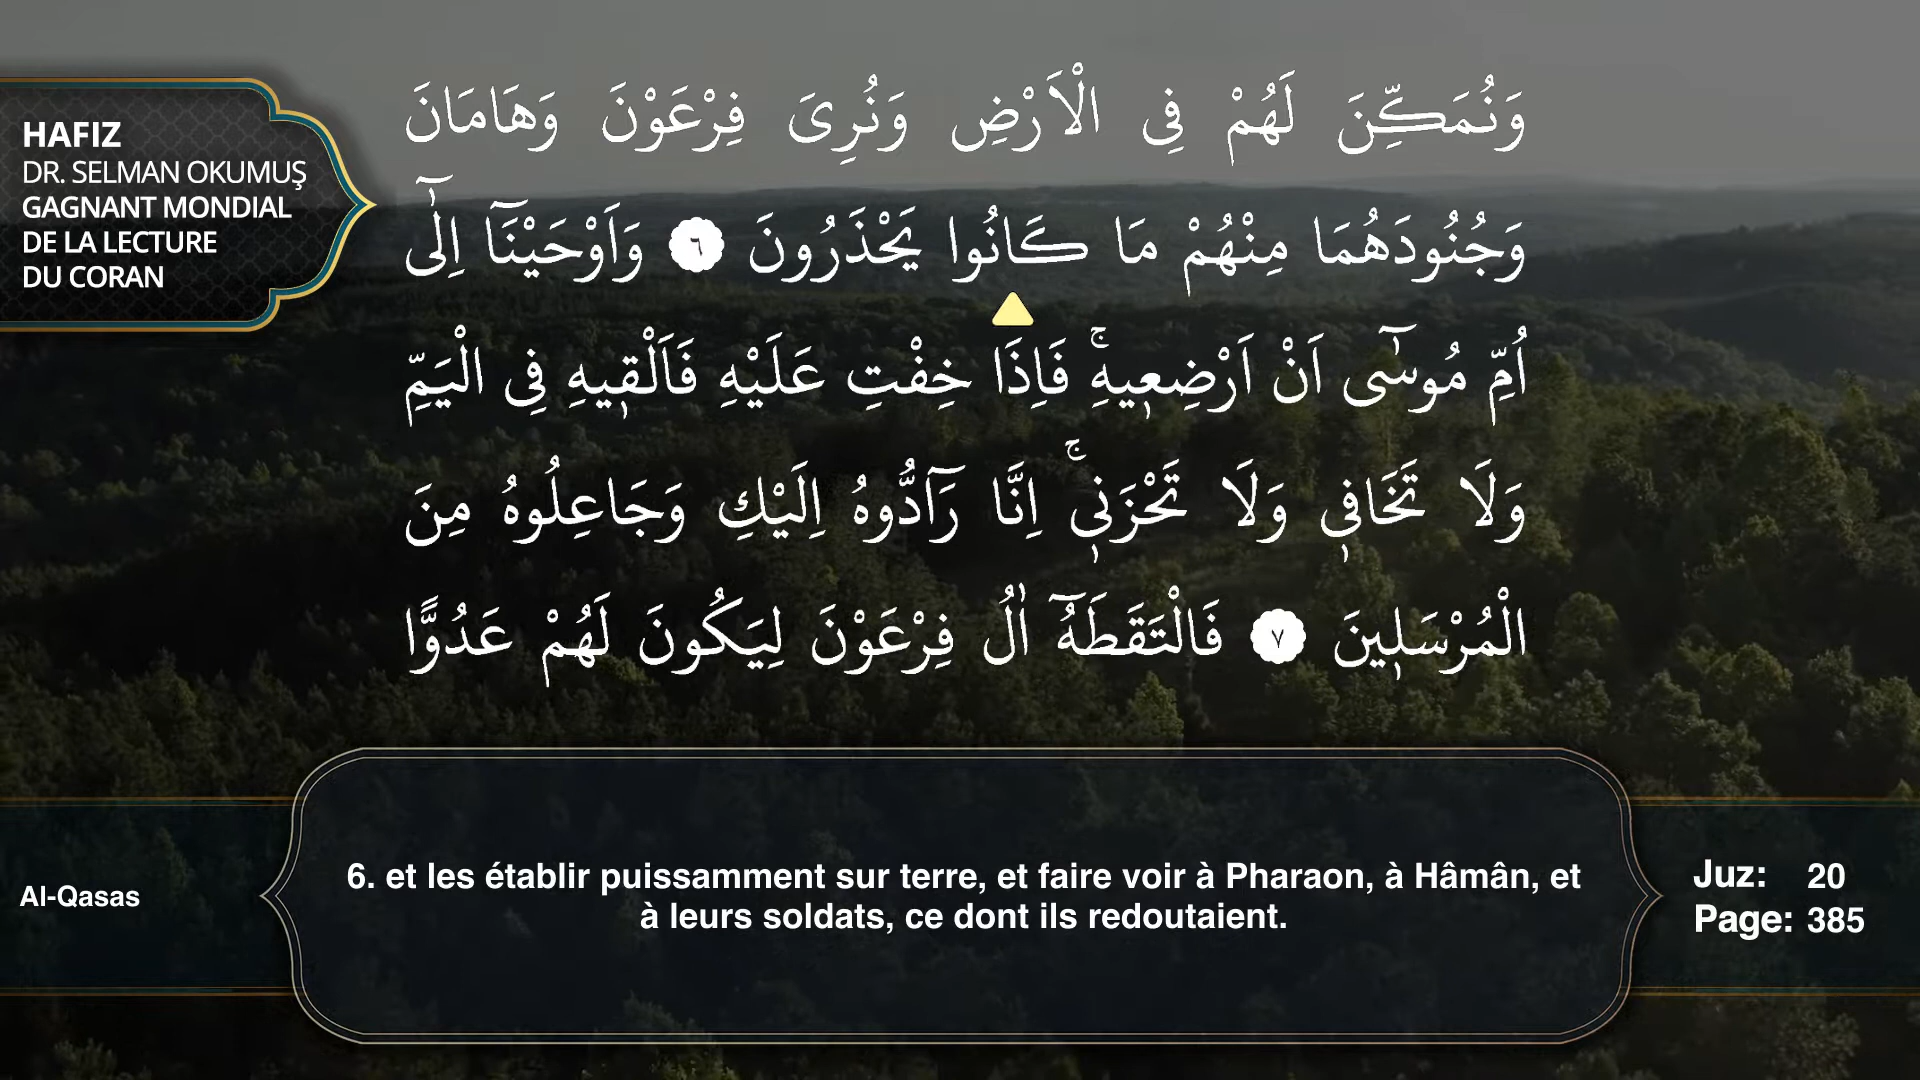 HAFIZ
DR. SELMAN OKUMUŞ
GAGNANT MONDIAL
DE LA LECTURE
DU CORAN
وَنُمَكِّنَ لَهُمْ فِي الْاَرْضِ وَنُرِيَ فِرْعَوْنَ وَهَامَانَ
وَجُنُودَهُمَا مِنْهُمْ مَا كَانُوا يَحْذَرُونَ ٦ وَاَوْحَيْنَٓا اِلٰٓى
اُمِّ مُوسٰٓى اَنْ اَرْضِعٖيهِۚ فَاِذَا خِفْتِ عَلَيْهِ فَاَلْقٖيهِ فِي الْيَمِّ
وَلَا تَخَافٖي وَلَا تَحْزَنٖيۚ اِنَّا رَٓادُّوهُ اِلَيْكِ وَجَاعِلُوهُ مِنَ
الْمُرْسَلٖينَ ٧ فَالْتَقَطَهُٓ اٰلُ فِرْعَوْنَ لِيَكُونَ لَهُمْ عَدُوًّا
6. et les établir puissamment sur terre, et faire voir à Pharaon, à Hâmân, et
à leurs soldats, ce dont ils redoutaient.
Al-Qasas
Juz: 20
Page: 385